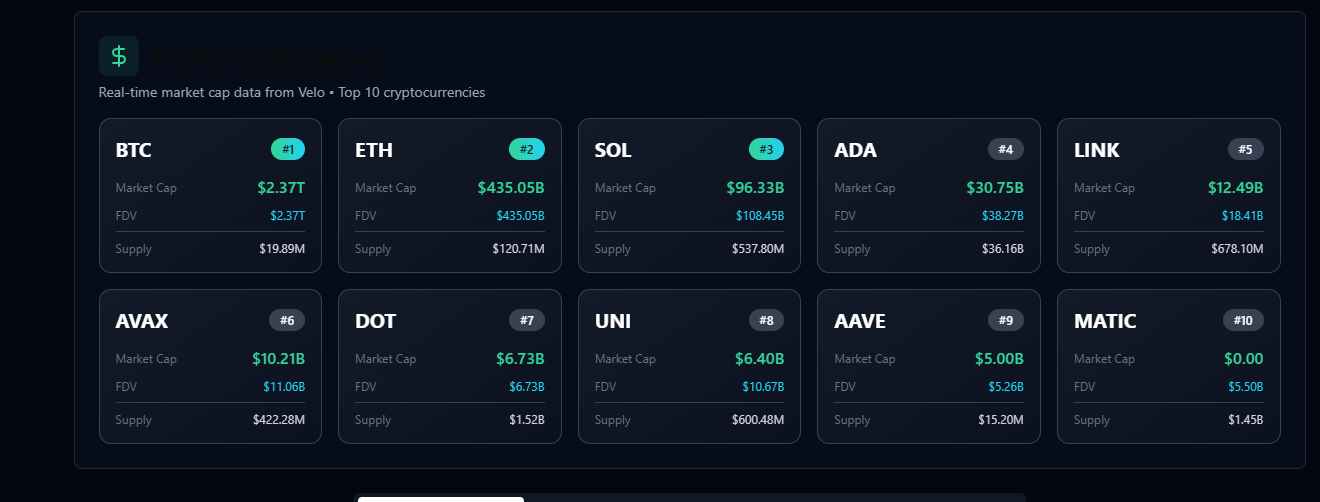 Market Capitalizations
Real-time market cap data from Velo • Top 10 cryptocurrencies
BTC #1
Market Cap $2.37T
FDV $2.37T
Supply $19.89M
ETH #2
Market Cap $435.05B
FDV $435.05B
Supply $120.71M
SOL #3
Market Cap $96.33B
FDV $108.45B
Supply $537.80M
ADA #4
Market Cap $30.75B
FDV $38.27B
Supply $36.16B
LINK #5
Market Cap $12.49B
FDV $18.41B
Supply $678.10M
AVAX #6
Market Cap $10.21B
FDV $11.06B
Supply $422.28M
DOT #7
Market Cap $6.73B
FDV $6.73B
Supply $1.52B
UNI #8
Market Cap $6.40B
FDV $10.67B
Supply $600.48M
AAVE #9
Market Cap $5.00B
FDV $5.26B
Supply $15.20M
MATIC #10
Market Cap $0.00
FDV $5.50B
Supply $1.45B